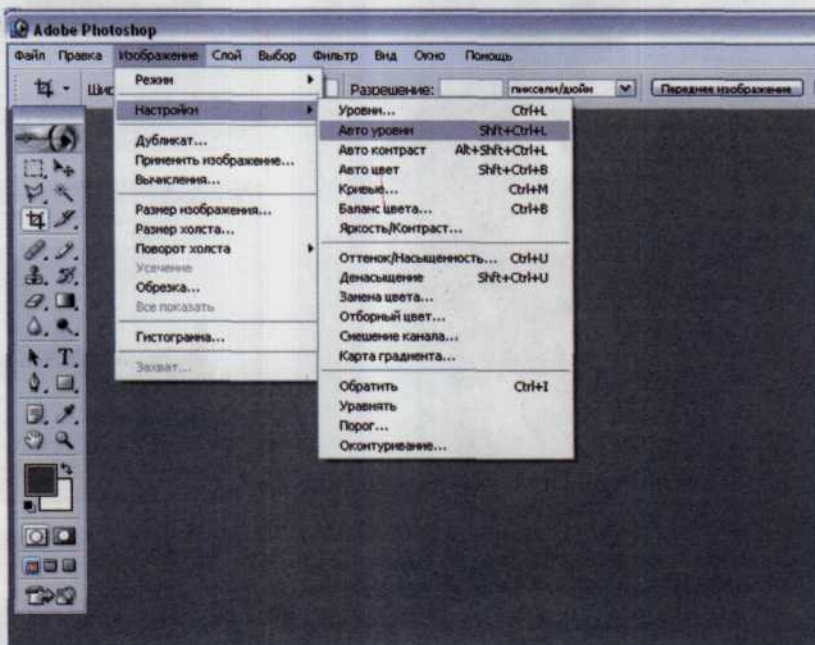 Adobe Photoshop
Файл Правка Изображение Слой Выбор Фильтр Вид Окно Помощь
Разрешение: пиксели/дюйм Переднее изображение
Режим
Настройки
Дубликат...
Применить изображение...
Вычисления...
Размер изображения...
Размер холста...
Поворот холста
Усечение
Обрезка...
Все показать
Гистограмма...
Захват...
Уровни... Ctrl+L
Авто уровни Shft+Ctrl+L
Авто контраст Alt+Shft+Ctrl+L
Авто цвет Shft+Ctrl+B
Кривые... Ctrl+M
Баланс цвета... Ctrl+B
Яркость/Контраст...
Оттенок/Насыщенность... Ctrl+U
Денасыщение Shft+Ctrl+U
Замена цвета...
Отборный цвет...
Смешение канала...
Карта градиента...
Обратить Ctrl+I
Уравнять
Порог...
Оконтуривание...